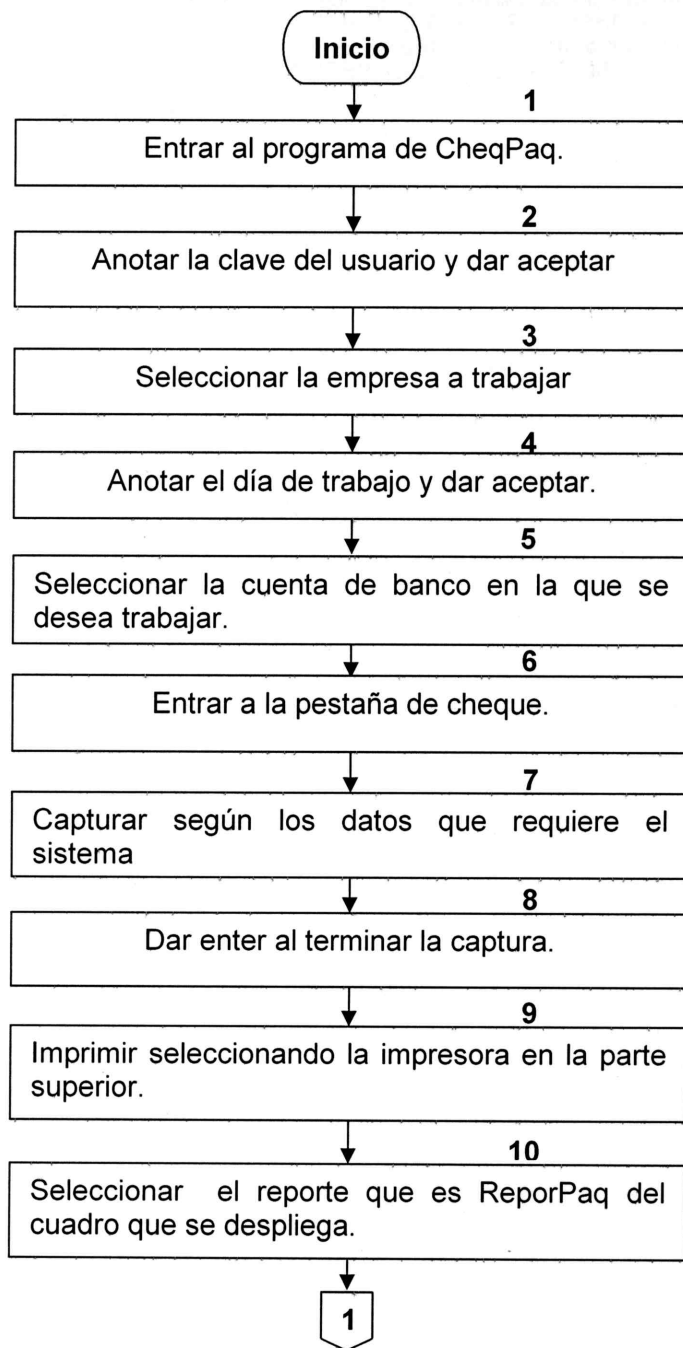 Inicio
1
Entrar al programa de CheqPaq.
2
Anotar la clave del usuario y dar aceptar
3
Seleccionar la empresa a trabajar
4
Anotar el día de trabajo y dar aceptar.
5
Seleccionar la cuenta de banco en la que se
desea trabajar.
6
Entrar a la pestaña de cheque.
7
Capturar según los datos que requiere el
sistema
8
Dar enter al terminar la captura.
9
Imprimir seleccionando la impresora en la parte
superior.
10
Seleccionar el reporte que es ReporPaq del
cuadro que se despliega.
1